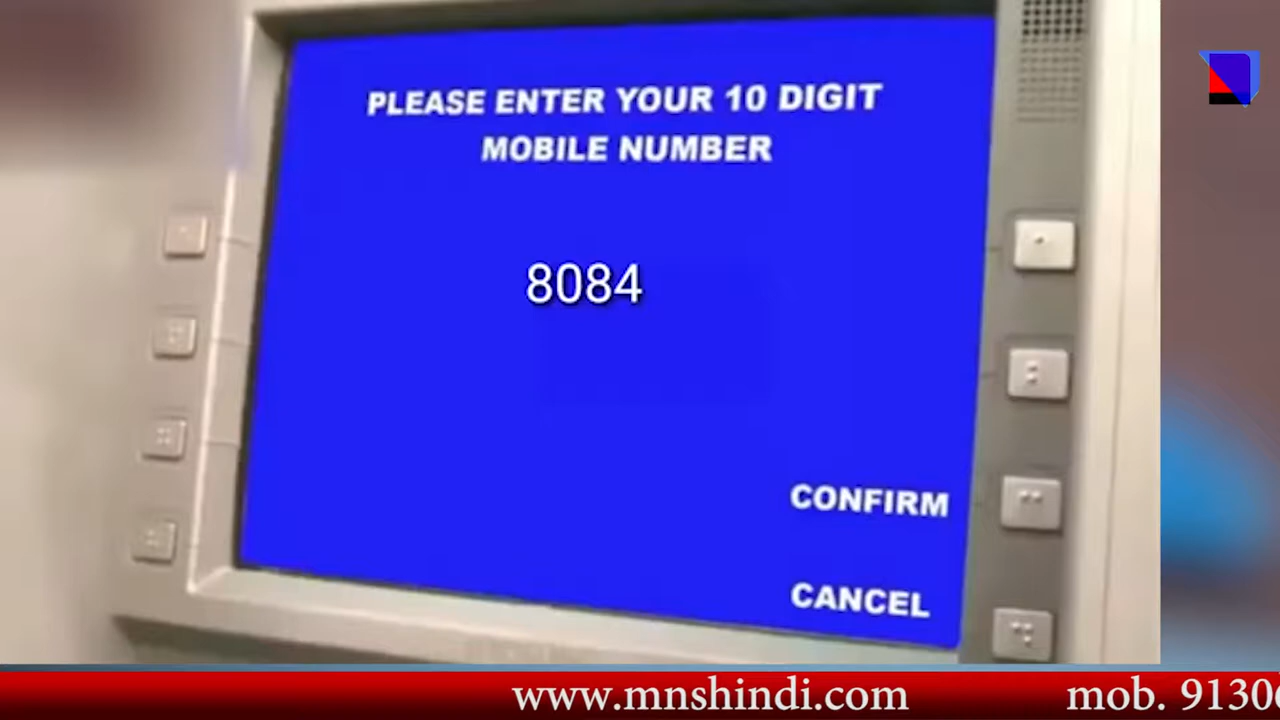 PLEASE ENTER YOUR 10 DIGIT
MOBILE NUMBER
8084
CONFIRM
CANCEL
www.mnshindi.com
mob. 9130